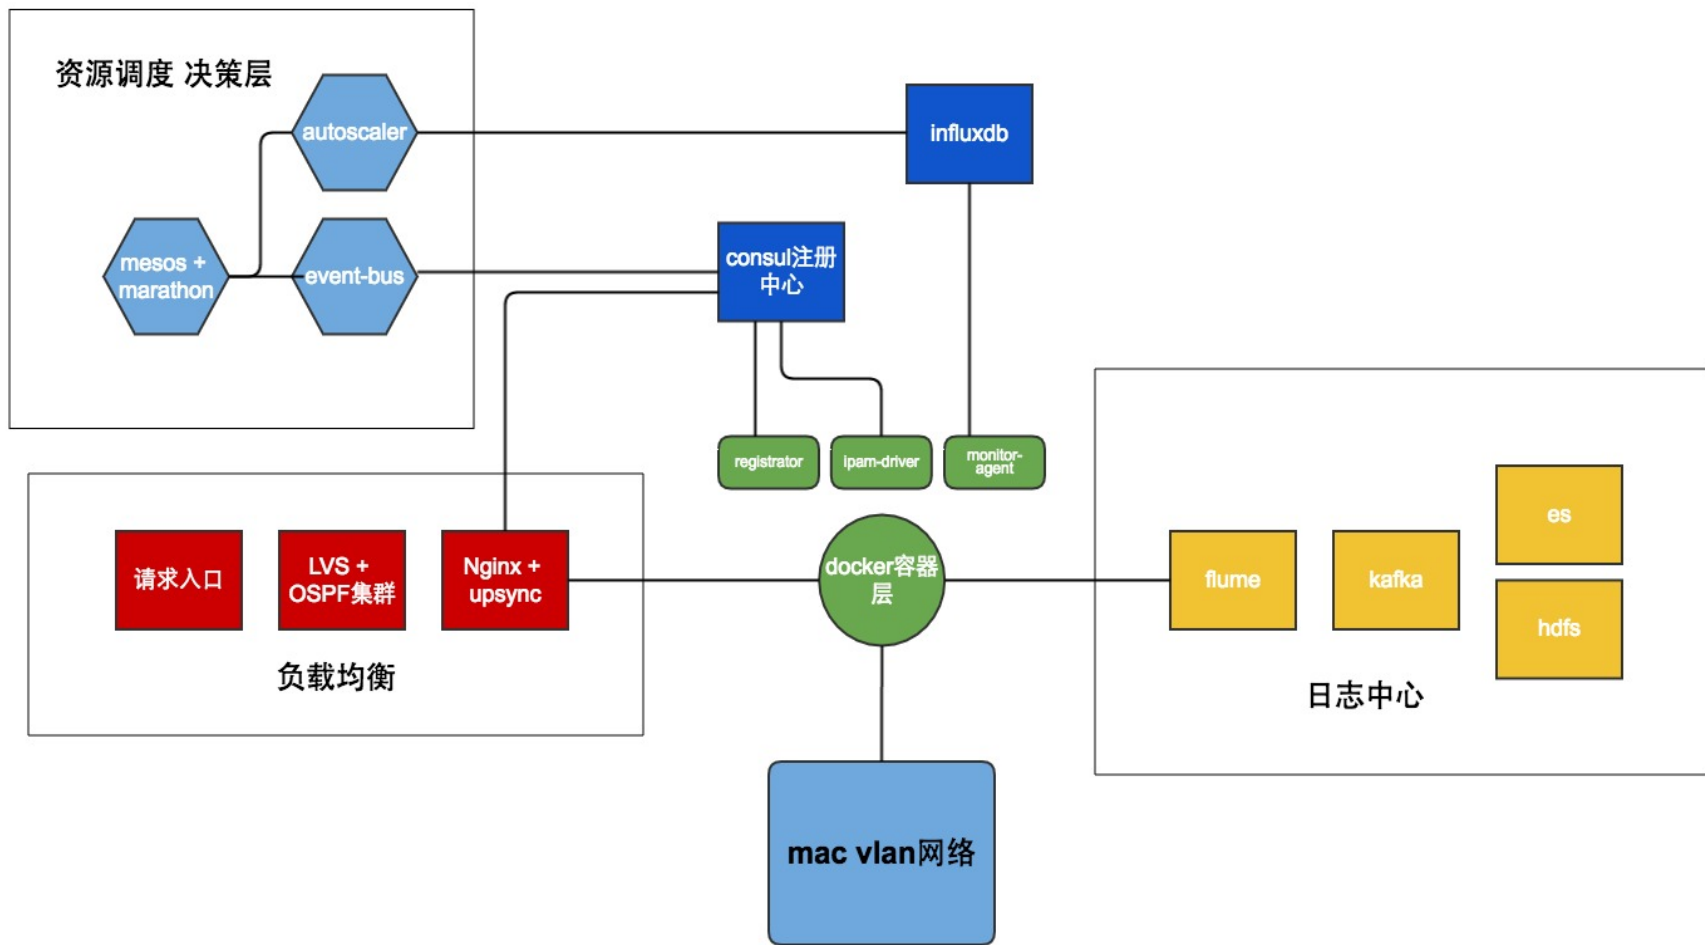 资源调度 决策层
autoscaler
influxdb
mesos +
marathon
event-bus
consul注册
中心
registrator
ipam-driver
monitor-
agent
请求入口
LVS +
OSPF集群
Nginx +
upsync
负载均衡
docker容器
层
flume
kafka
es
hdfs
日志中心
mac vlan网络